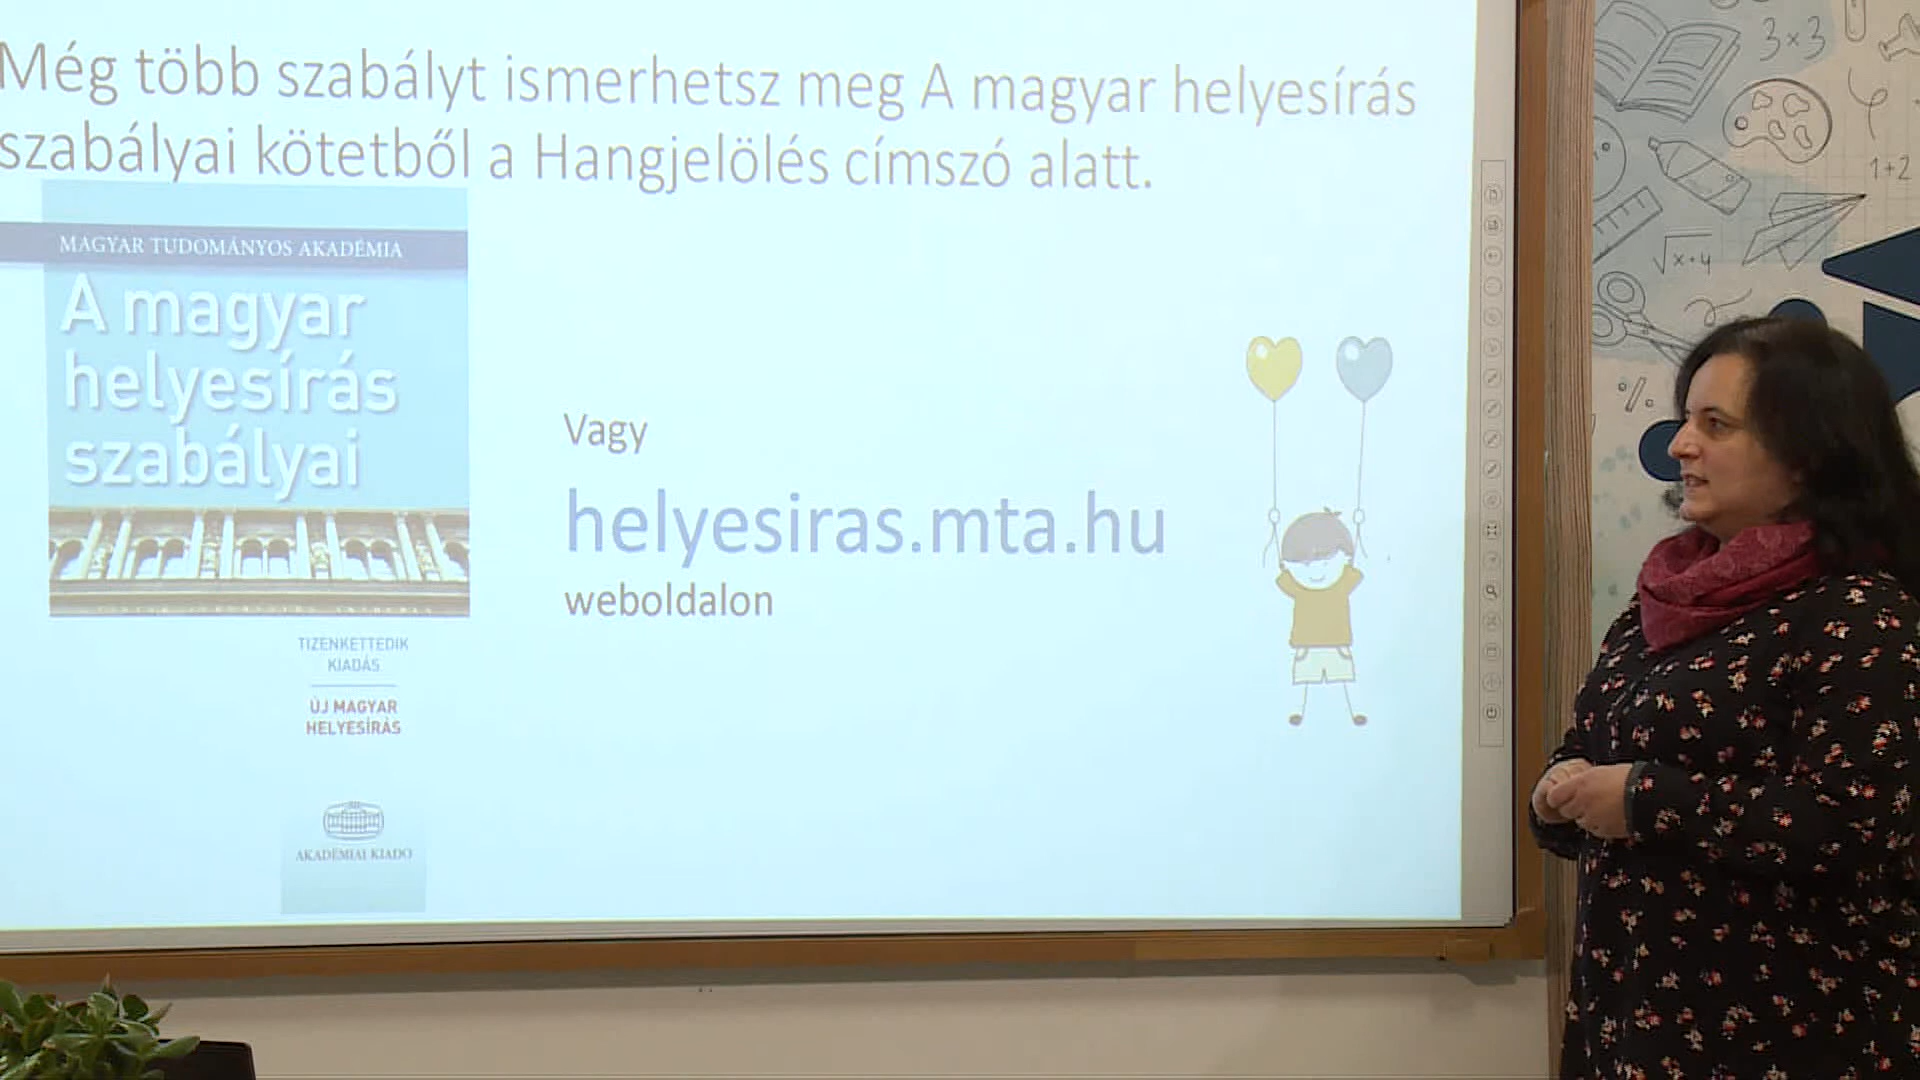 Még több szabályt ismerhetsz meg A magyar helyesírás
szabályai kötetből a Hangjelölés címszó alatt.
MAGYAR TUDOMÁNYOS AKADÉMIA
A magyar
helyesírás
szabályai
Vagy
helyesiras.mta.hu
weboldalon
TIZENKETTEDIK
KIADÁS
ÚJ MAGYAR
HELYESÍRÁS
AKADÉMIAI KIADÓ
3×3
1+2
√x+4
%